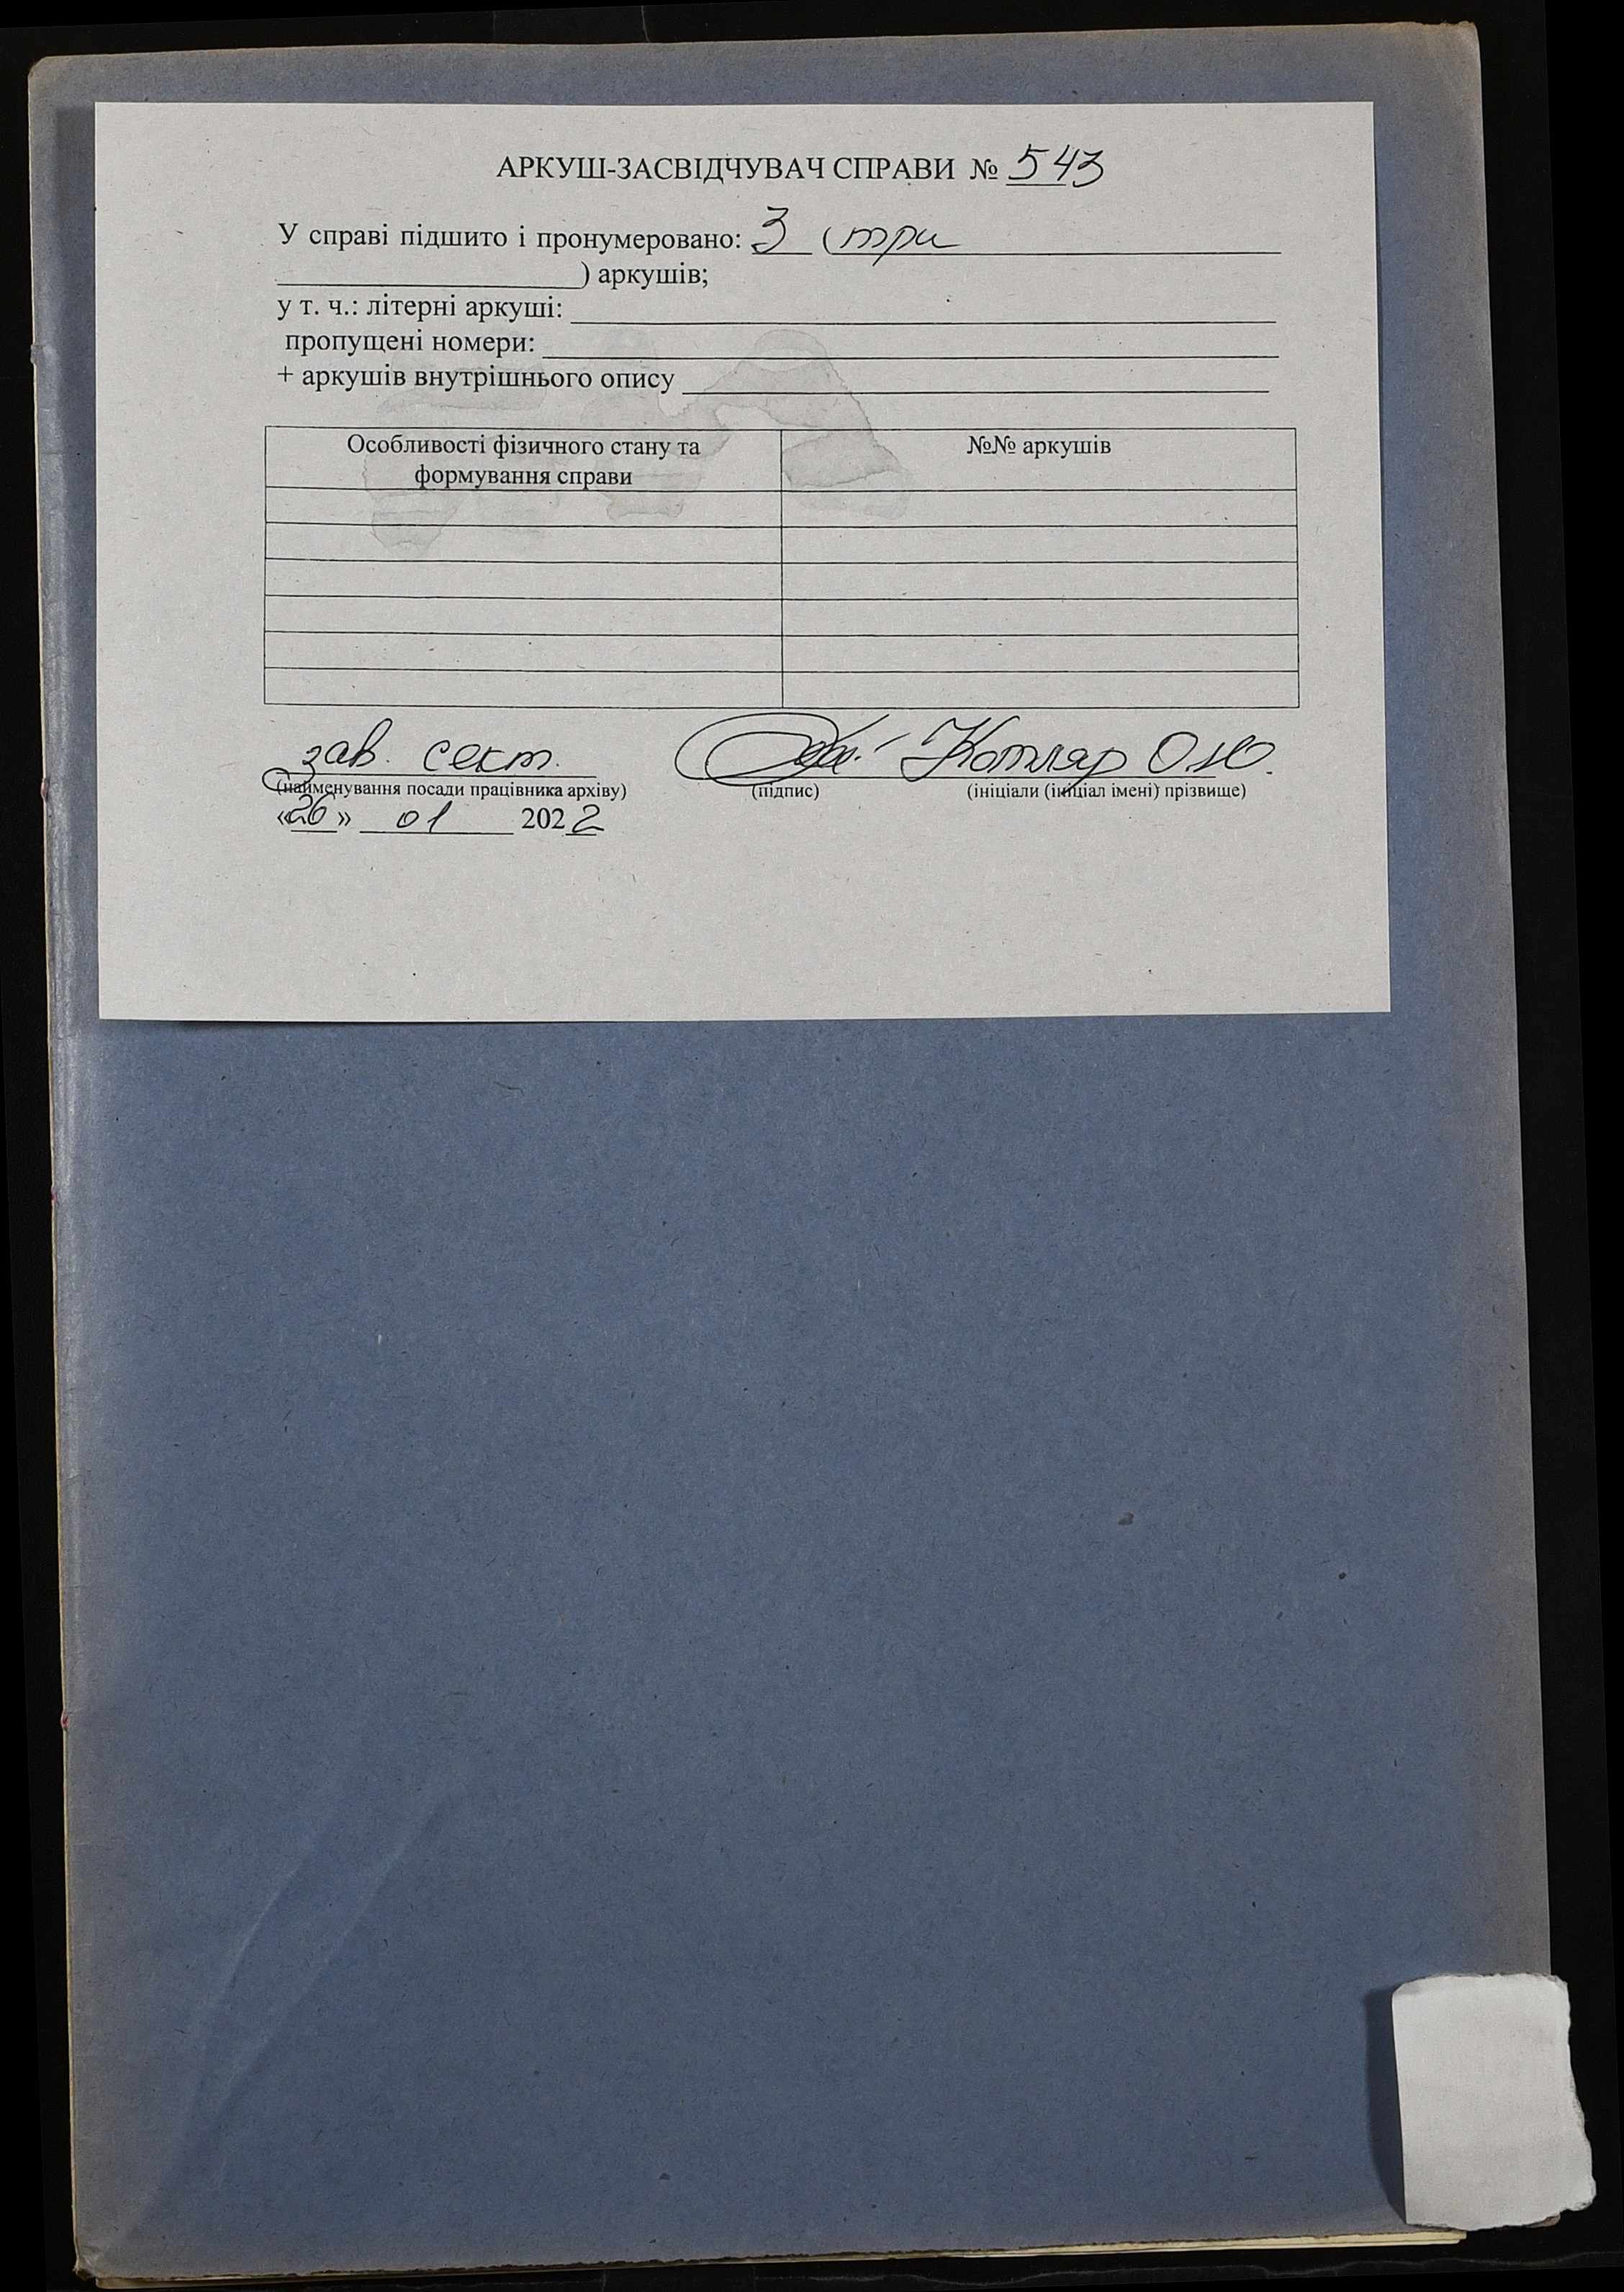 АРКУШ-ЗАСВІДЧУВАЧ СПРАВИ № 543
У справі підшито і пронумеровано: 3 (три
) аркушів;
у т. ч.: літерні аркуші:
пропущені номери:
+ аркушів внутрішнього опису
Особливості фізичного стану та формування справи №№ аркушів
зав. сект. Котляр О.Ю.
(найменування посади працівника архіву) (підпис) (ініціали (ініціал імені) прізвище)
«26» 01 2022